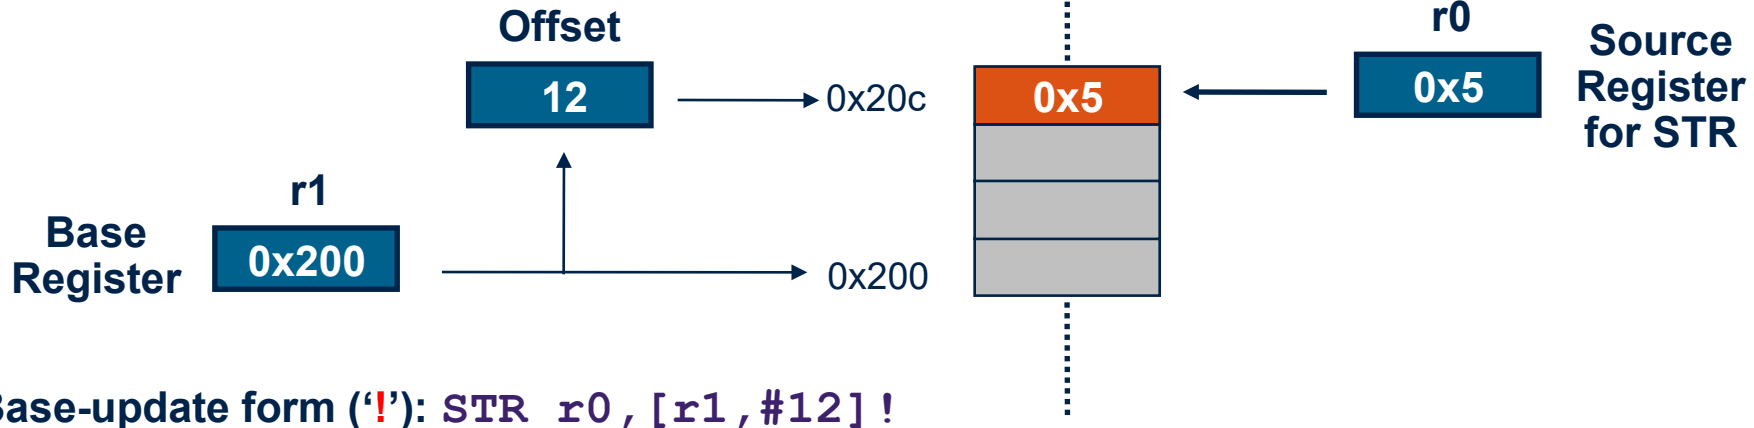 Offset
12
0x20c
0x5
r0
0x5
Source
Register
for STR
r1
Base
Register
0x200
0x200
Base-update form (‘!’): STR r0,[r1,#12]!